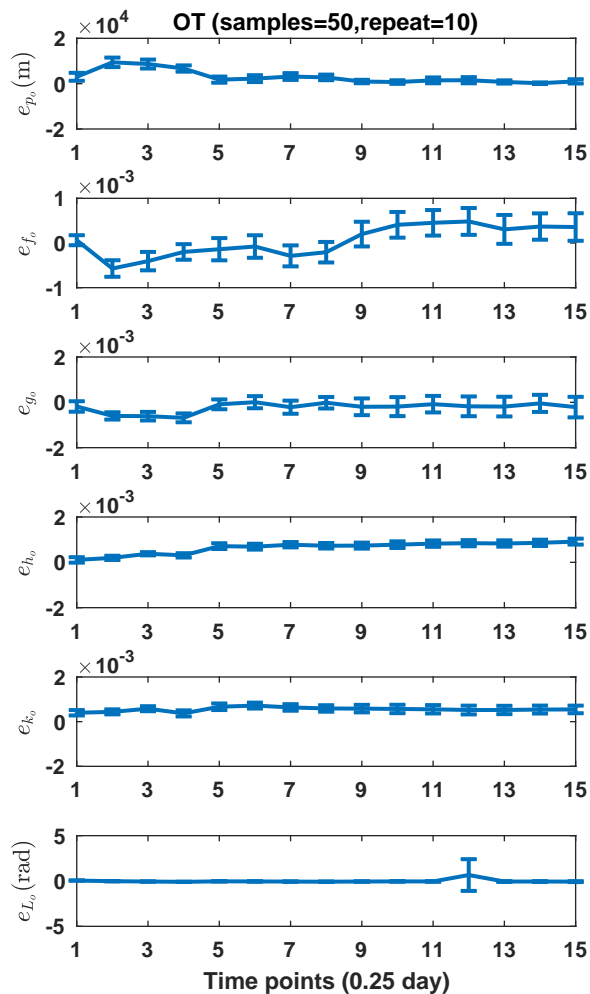 OT (samples=50,repeat=10)
× 10^4
e_{p_o}(m)
2
0
-2
1 3 5 7 9 11 13 15
× 10^-3
e_{f_o}
1
0
-1
1 3 5 7 9 11 13 15
× 10^-3
e_{g_o}
2
0
-2
1 3 5 7 9 11 13 15
× 10^-3
e_{h_o}
2
0
-2
1 3 5 7 9 11 13 15
× 10^-3
e_{k_o}
2
0
-2
1 3 5 7 9 11 13 15
e_{L_o}(rad)
5
0
-5
1 3 5 7 9 11 13 15
Time points (0.25 day)